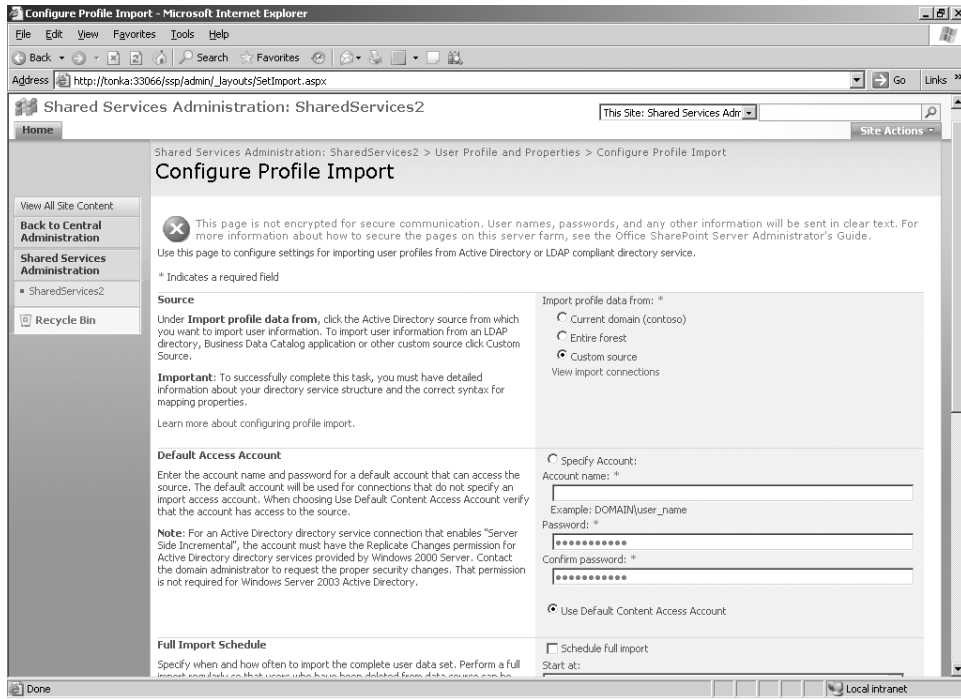 Configure Profile Import - Microsoft Internet Explorer
File Edit View Favorites Tools Help
Back Search Favorites
Address http://tonka:33066/ssp/admin/_layouts/SetImport.aspx Go Links »
Shared Services Administration: SharedServices2
This Site: Shared Services Adm
Home
Site Actions
Shared Services Administration: SharedServices2 > User Profile and Properties > Configure Profile Import
Configure Profile Import
View All Site Content
Back to Central
Administration
Shared Services
Administration
SharedServices2
Recycle Bin
This page is not encrypted for secure communication. User names, passwords, and any other information will be sent in clear text. For
more information about how to secure the pages on this server farm, see the Office SharePoint Server Administrator's Guide.
Use this page to configure settings for importing user profiles from Active Directory or LDAP compliant directory service.
* Indicates a required field
Source
Under Import profile data from, click the Active Directory source from which
you want to import user information. To import user information from an LDAP
directory, Business Data Catalog application or other custom source click Custom
Source.
Important: To successfully complete this task, you must have detailed
information about your directory service structure and the correct syntax for
mapping properties.
Learn more about configuring profile import.
Import profile data from: *
Current domain (contoso)
Entire forest
Custom source
View import connections
Default Access Account
Enter the account name and password for a default account that can access the
source. The default account will be used for connections that do not specify an
import access account. When choosing Use Default Content Access Account verify
that the account has access to the source.
Note: For an Active Directory directory service connection that enables "Server
Side Incremental", the account must have the Replicate Changes permission for
Active Directory directory services provided by Windows 2000 Server. Contact
the domain administrator to request the proper security changes. That permission
is not required for Windows Server 2003 Active Directory.
Specify Account:
Account name: *
Example: DOMAIN\user_name
Password: *
Confirm password: *
Use Default Content Access Account
Full Import Schedule
Specify when and how often to import the complete user data set. Perform a full
import regularly so that users who have been deleted from data source can be
Schedule full import
Start at:
Done
Local intranet